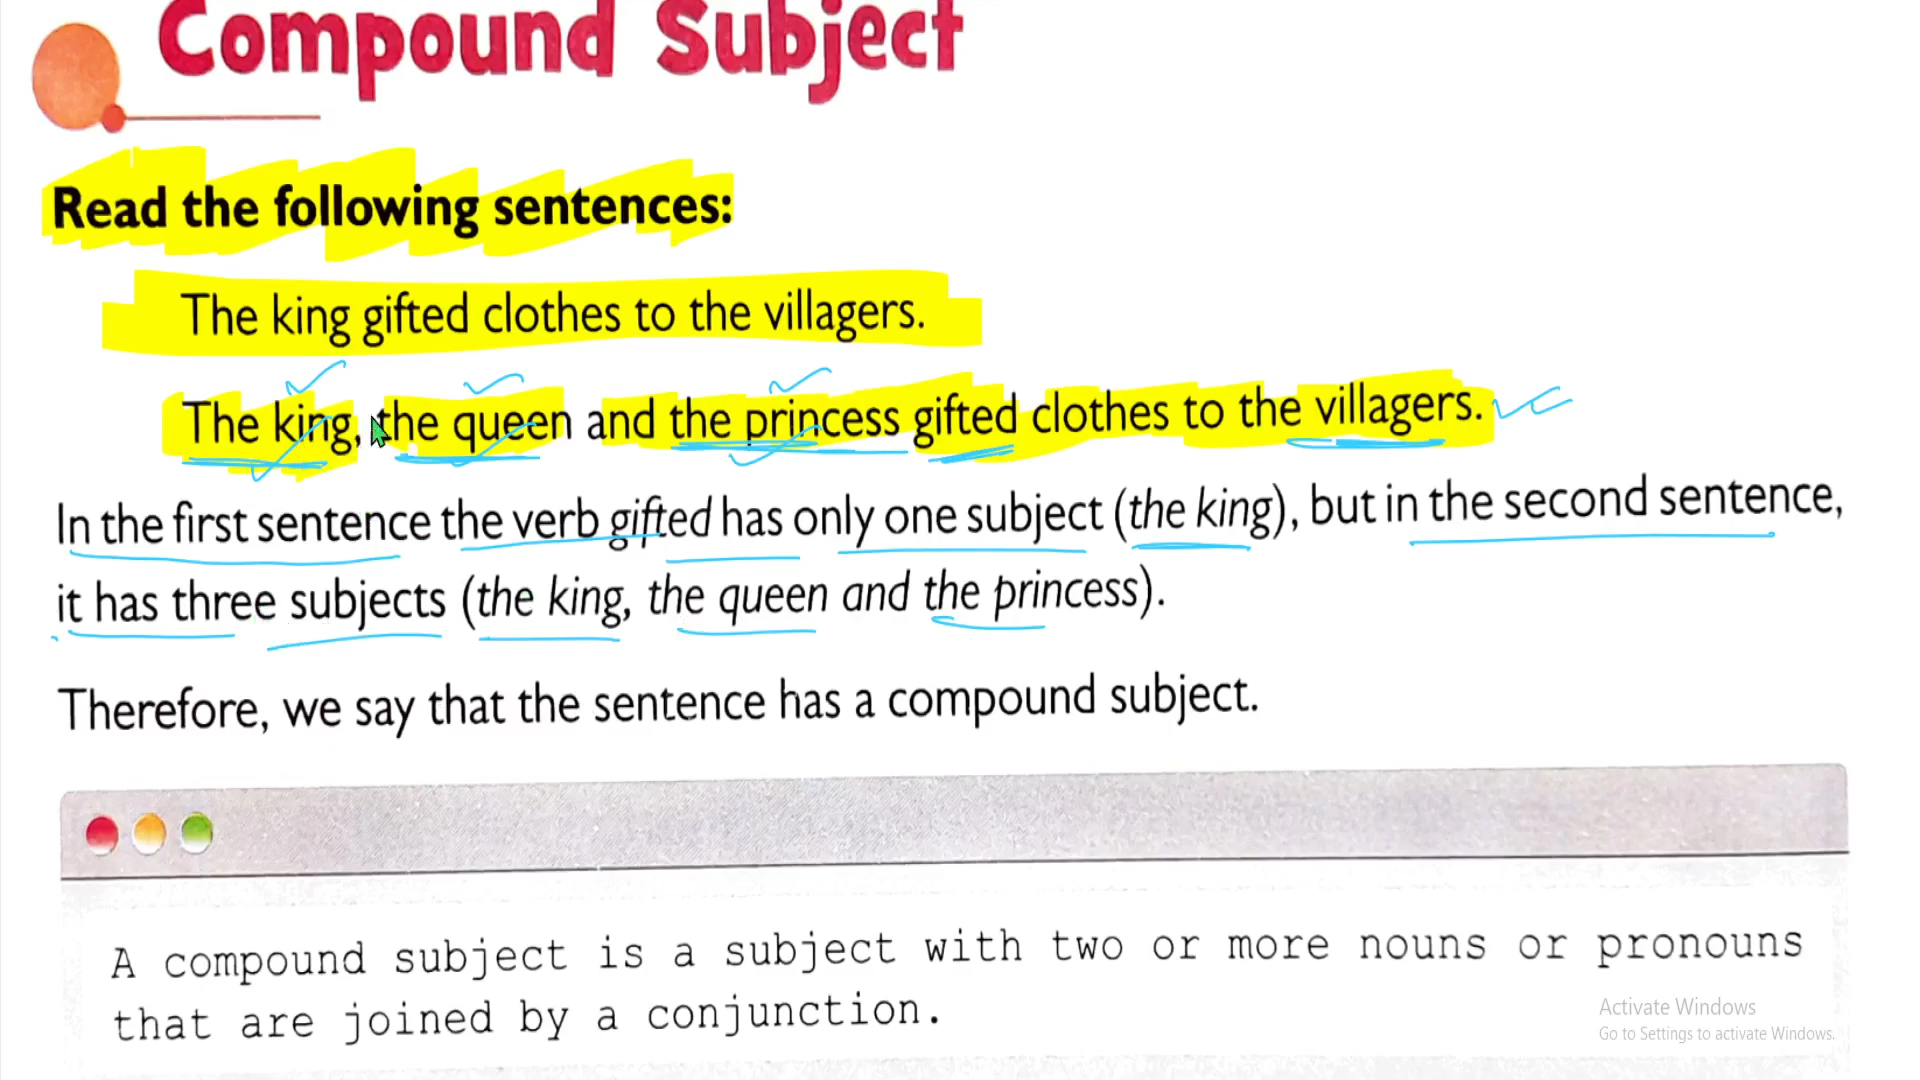 Compound Subject
Read the following sentences:
The king gifted clothes to the villagers.
The king, the queen and the princess gifted clothes to the villagers.
In the first sentence the verb gifted has only one subject (the king), but in the second sentence,
it has three subjects (the king, the queen and the princess).
Therefore, we say that the sentence has a compound subject.
A compound subject is a subject with two or more nouns or pronouns
that are joined by a conjunction.
Activate Windows
Go to Settings to activate Windows.